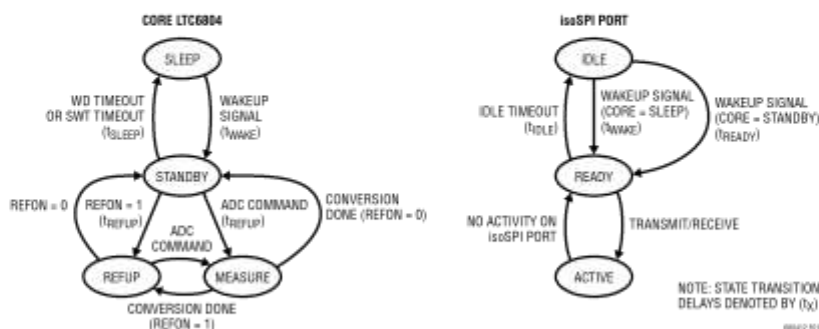 CORE LTC6804
SLEEP
WD TIMEOUT
OR SWT TIMEOUT
(tSLEEP)
WAKEUP
SIGNAL
(tWAKE)
STANDBY
REFON = 0
REFON = 1
(tREFUP)
ADC COMMAND
(tREFUP)
CONVERSION
DONE (REFON = 0)
ADC
COMMAND
REFUP
MEASURE
CONVERSION DONE
(REFON = 1)
isoSPI PORT
IDLE
IDLE TIMEOUT
(tIDLE)
WAKEUP SIGNAL
(CORE = SLEEP)
(tWAKE)
WAKEUP SIGNAL
(CORE = STANDBY)
(tREADY)
READY
NO ACTIVITY ON
isoSPI PORT
TRANSMIT/RECEIVE
ACTIVE
NOTE: STATE TRANSITION
DELAYS DENOTED BY (tX)